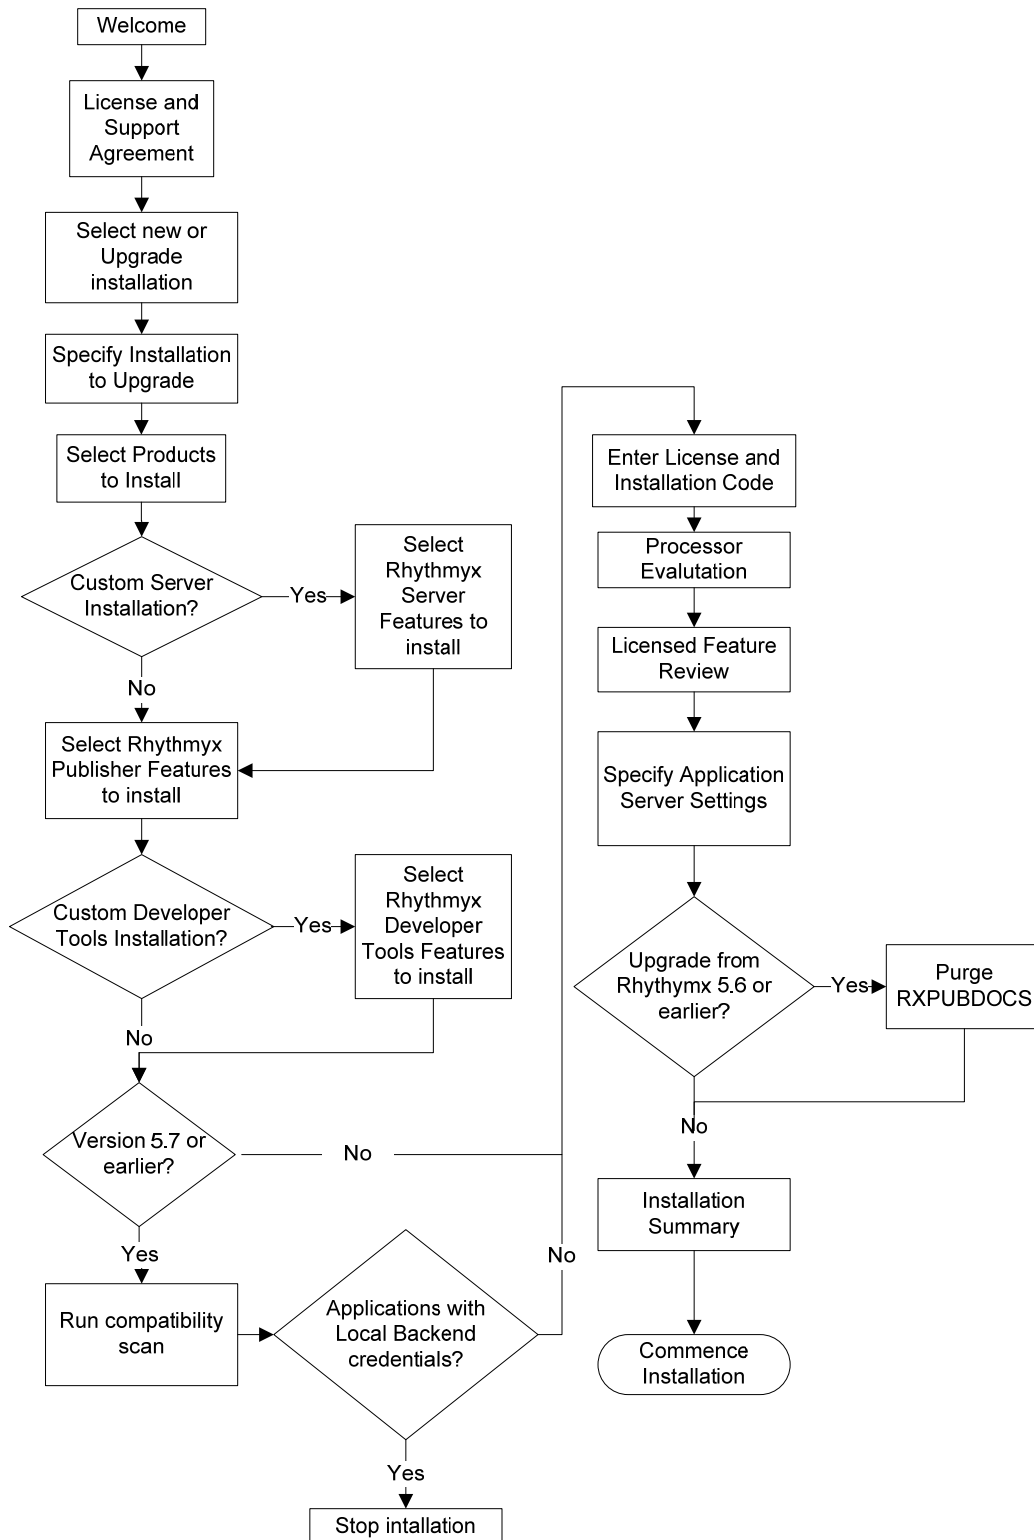 Welcome
License and
Support
Agreement
Select new or
Upgrade
installation
Specify Installation
to Upgrade
Select Products
to Install
Custom Server
Installation?
Yes
Select
Rhythmyx
Server
Features to
install
No
Select Rhythmyx
Publisher Features
to install
Custom Developer
Tools Installation?
Yes
Select
Rhythmyx
Developer
Tools Features
to install
No
Version 5.7 or
earlier?
No
Yes
Run compatibility
scan
Applications with
Local Backend
credentials?
No
Yes
Stop intallation
Enter License and
Installation Code
Processor
Evalutation
Licensed Feature
Review
Specify Application
Server Settings
Upgrade from
Rhythymx 5.6 or
earlier?
Yes
Purge
RXPUBDOCS
No
Installation
Summary
Commence
Installation